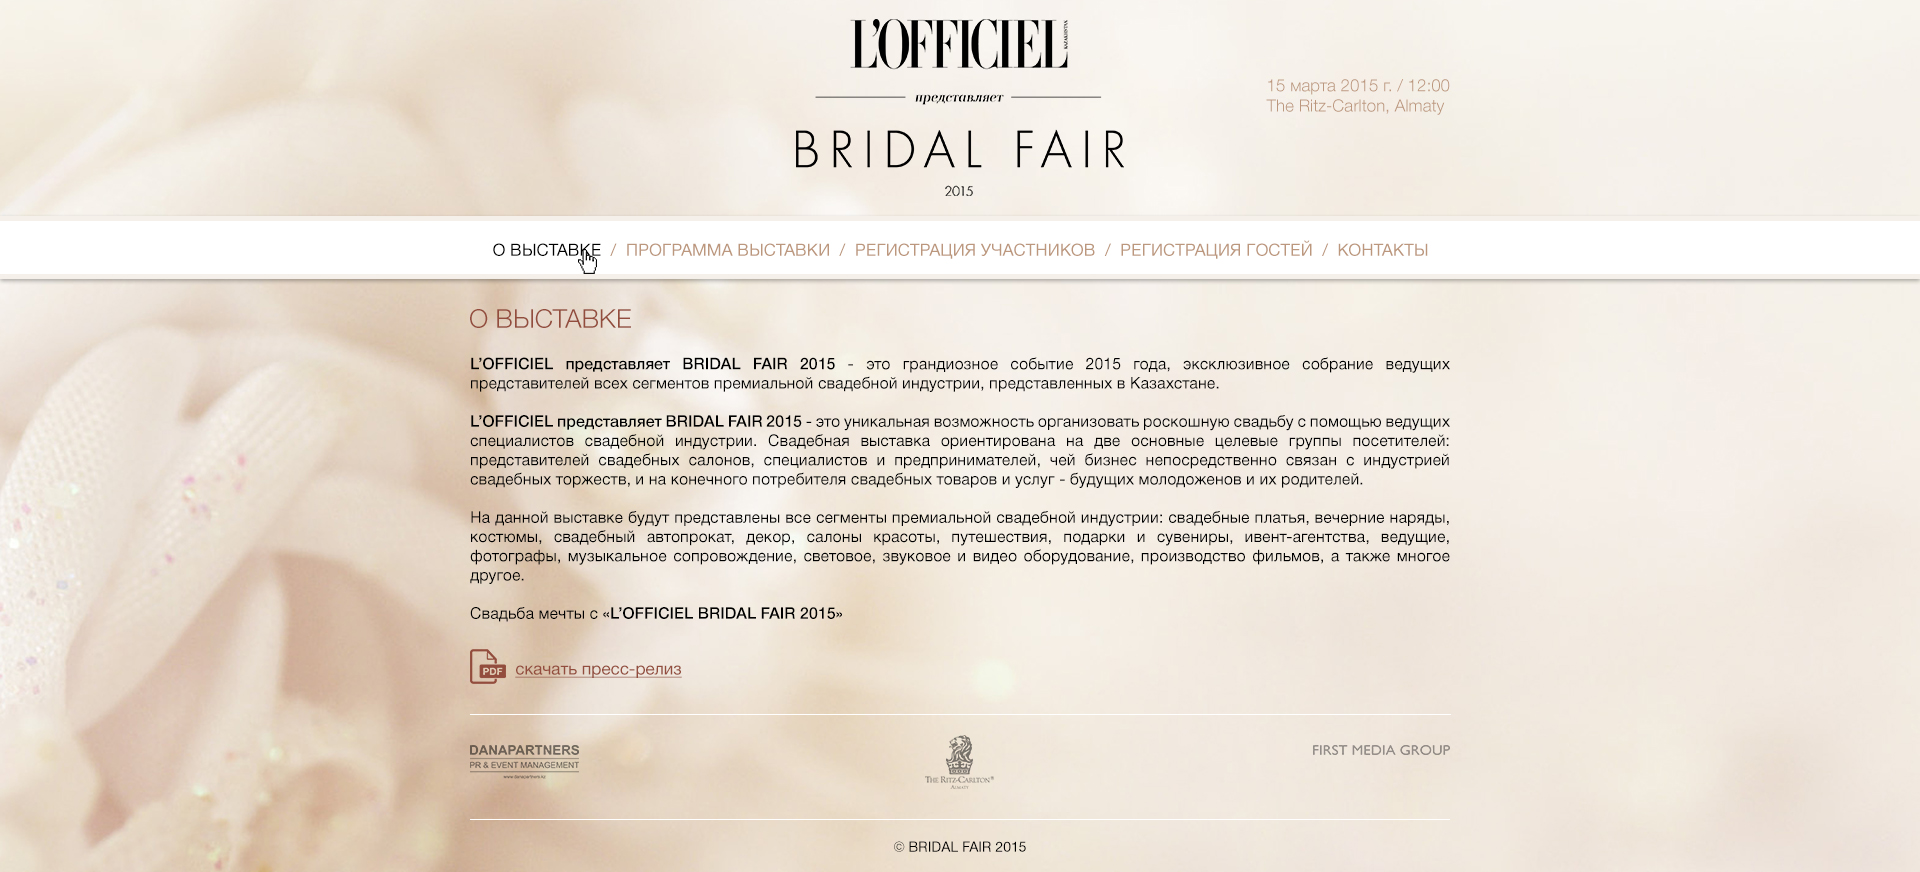 L'OFFICIEL
KAZAKHSTAN
представляет
BRIDAL FAIR
2015
15 марта 2015 г. / 12:00
The Ritz-Carlton, Almaty
О ВЫСТАВКЕ / ПРОГРАММА ВЫСТАВКИ / РЕГИСТРАЦИЯ УЧАСТНИКОВ / РЕГИСТРАЦИЯ ГОСТЕЙ / КОНТАКТЫ
О ВЫСТАВКЕ
L'OFFICIEL представляет BRIDAL FAIR 2015 - это грандиозное событие 2015 года, эксклюзивное собрание ведущих
представителей всех сегментов премиальной свадебной индустрии, представленных в Казахстане.
L'OFFICIEL представляет BRIDAL FAIR 2015 - это уникальная возможность организовать роскошную свадьбу с помощью ведущих
специалистов свадебной индустрии. Свадебная выставка ориентирована на две основные целевые группы посетителей:
представителей свадебных салонов, специалистов и предпринимателей, чей бизнес непосредственно связан с индустрией
свадебных торжеств, и на конечного потребителя свадебных товаров и услуг - будущих молодоженов и их родителей.
На данной выставке будут представлены все сегменты премиальной свадебной индустрии: свадебные платья, вечерние наряды,
костюмы, свадебный автопрокат, декор, салоны красоты, путешествия, подарки и сувениры, ивент-агентства, ведущие,
фотографы, музыкальное сопровождение, световое, звуковое и видео оборудование, производство фильмов, а также многое
другое.
Свадьба мечты с «L'OFFICIEL BRIDAL FAIR 2015»
PDF скачать пресс-релиз
DANAPARTNERS
PR & EVENT MANAGEMENT
www.danapartners.kz
THE RITZ-CARLTON®
ALMATY
FIRST MEDIA GROUP
© BRIDAL FAIR 2015